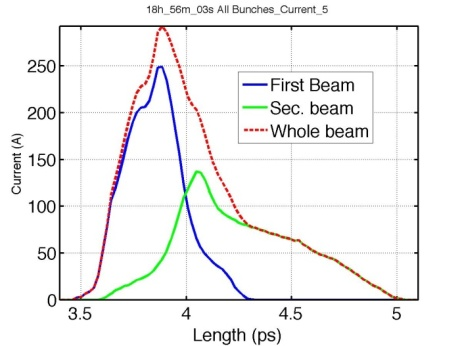 18h_56m_03s All Bunches_Current_5
250
200
150
100
50
0
Current (A)
First Beam
Sec. beam
Whole beam
3.5 4 4.5 5
Length (ps)